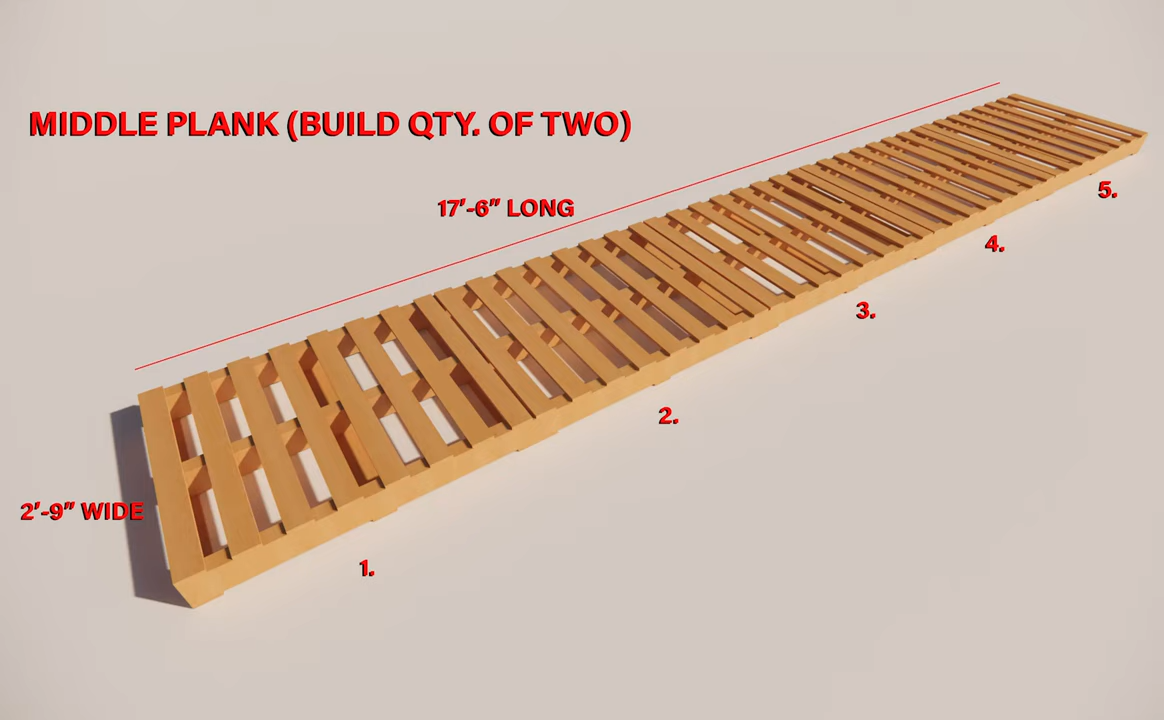 MIDDLE PLANK (BUILD QTY. OF TWO)
17'-6" LONG
5.
4.
3.
2.
2'-9" WIDE
1.